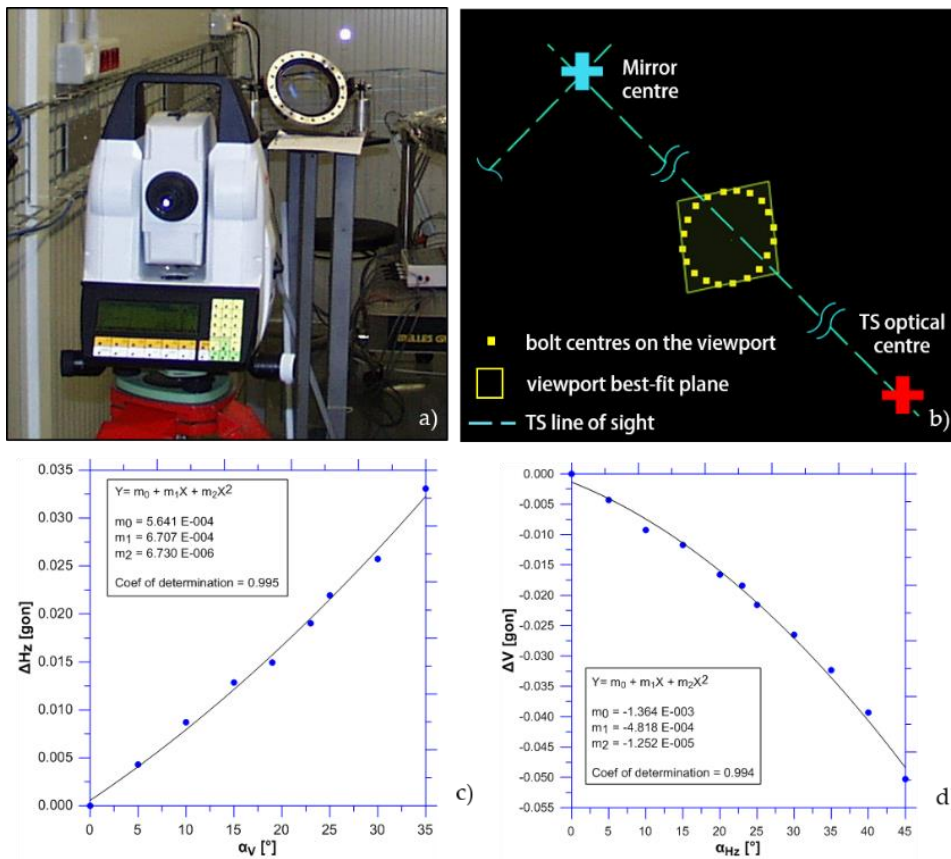 a)
Mirror
centre
TS optical
centre
bolt centres on the viewport
viewport best-fit plane
TS line of sight
b)
0.035
0.030
0.025
0.020
0.015
0.010
0.005
0.000
ΔHz [gon]
Y= m₀ + m₁X + m₂X²
m₀ = 5.641 E-004
m₁ = 6.707 E-004
m₂ = 6.730 E-006
Coef of determination = 0.995
0 5 10 15 20 25 30 35
αV [°]
c)
0.000
-0.005
-0.010
-0.015
-0.020
-0.025
-0.030
-0.035
-0.040
-0.045
-0.050
-0.055
ΔV [gon]
Y= m₀ + m₁X + m₂X²
m₀ = -1.364 E-003
m₁ = -4.818 E-004
m₂ = -1.252 E-005
Coef of determination = 0.994
0 5 10 15 20 25 30 35 40 45
αHz [°]
d